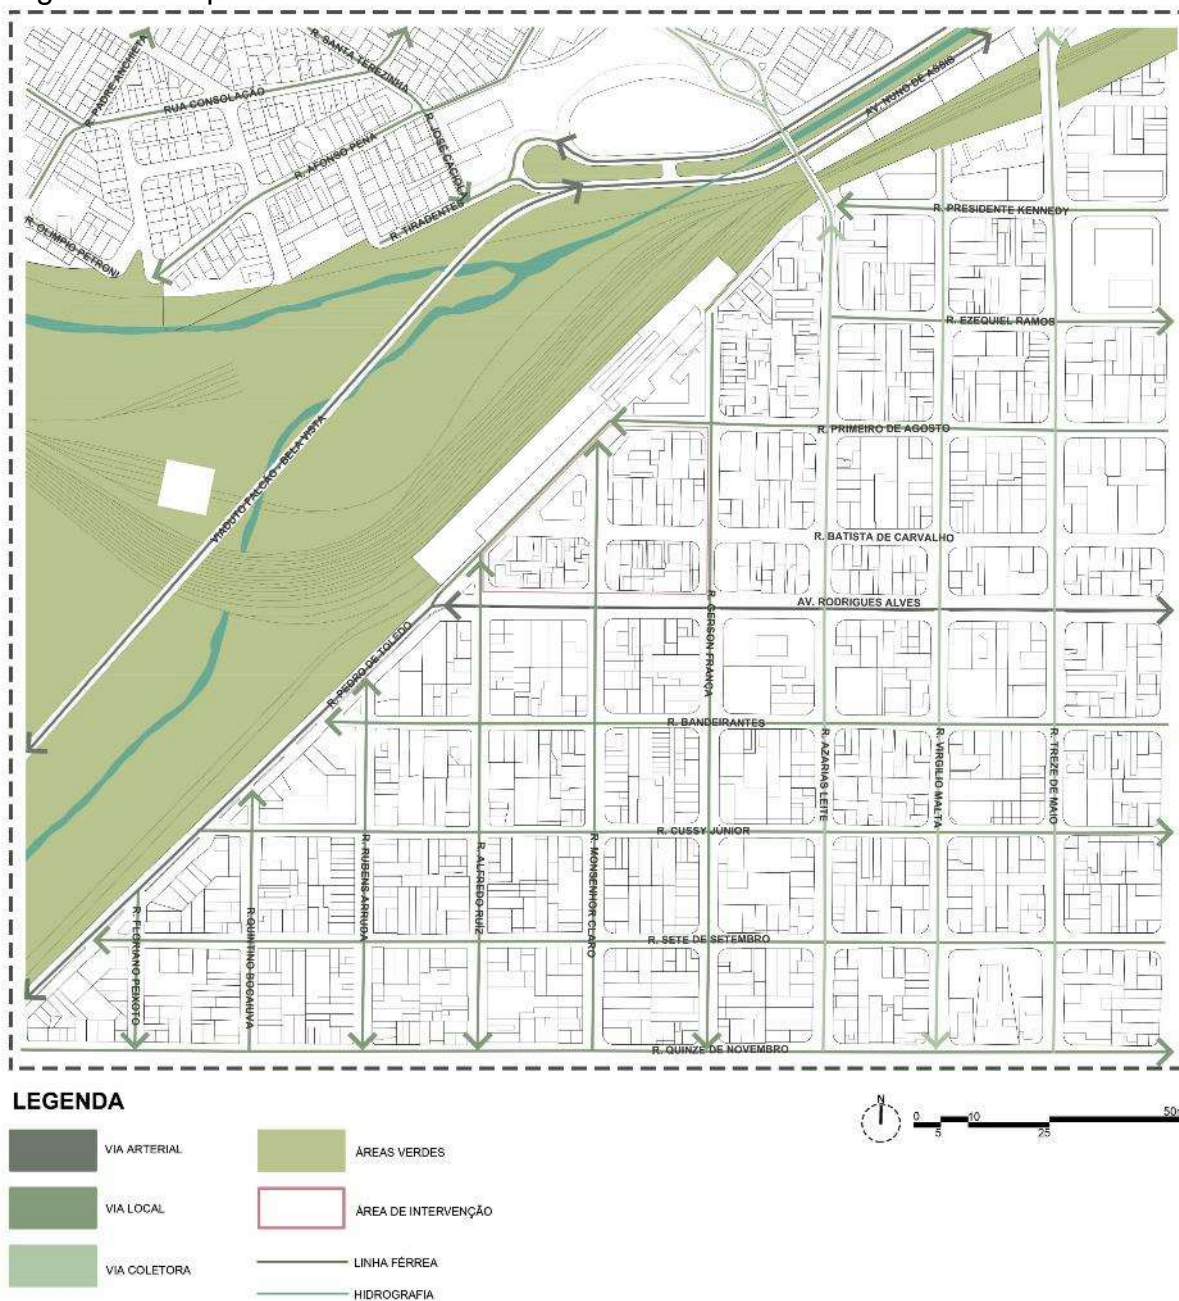 R. PADRE ANCHIETA
R. SANTA TEREZINHA
RUA CONSOLAÇÃO
R. AFONSO PENA
R. JOSÉ CACIOLA
R. TIRADENTES
R. OLIMPIO PETRONI
AV. NUNO DE ASSIS
R. PRESIDENTE KENNEDY
R. EZEQUIEL RAMOS
R. PRIMEIRO DE AGOSTO
VIADUTO FALCÃO - BELA VISTA
R. BATISTA DE CARVALHO
AV. RODRIGUES ALVES
R. PEDRO DE TOLEDO
R. GERSON FRANÇA
R. BANDEIRANTES
R. AZARIAS LEITE
R. VIRGILIO MALTA
R. TREZE DE MAIO
R. CUSSY JÚNIOR
R. RUBENS ARRUDA
R. ALFREDO RUÍZ
R. MONSENHOR CLARO
R. FLORIANO PEIXOTO
R. QUINTINO BOCAIUVA
R. SETE DE SETEMBRO
R. QUINZE DE NOVEMBRO
LEGENDA
VIA ARTERIAL
VIA LOCAL
VIA COLETORA
ÁREAS VERDES
ÁREA DE INTERVENÇÃO
LINHA FÉRREA
HIDROGRAFIA
N
0 10
5 25